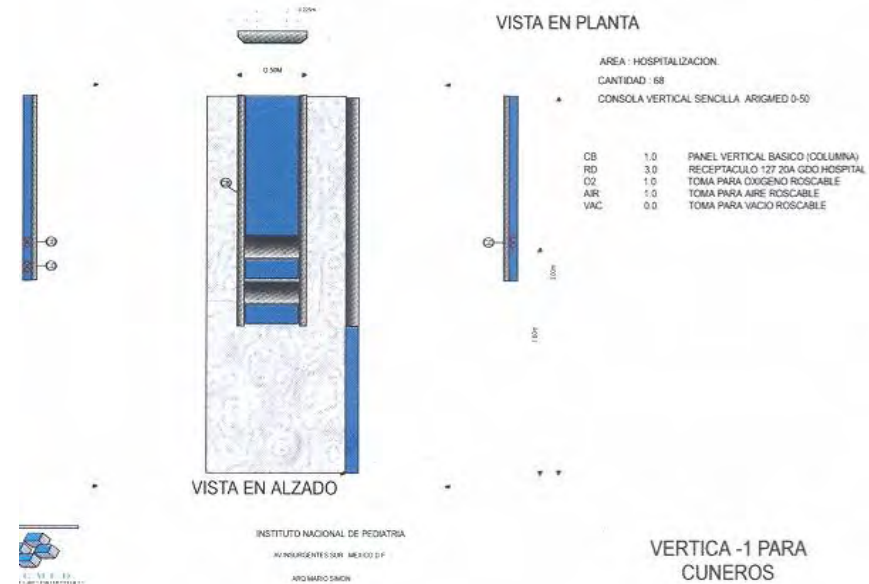 VISTA EN PLANTA
AREA : HOSPITALIZACION.
CANTIDAD : 68
CONSOLA VERTICAL SENCILLA ARIGMED 0-50
0.50M
CB 1.0 PANEL VERTICAL BASICO (COLUMNA)
RD 3.0 RECEPTACULO 127 20A GDO.HOSPITAL
O2 1.0 TOMA PARA OXIGENO ROSCABLE
AIR 1.0 TOMA PARA AIRE ROSCABLE
VAC 0.0 TOMA PARA VACIO ROSCABLE
VISTA EN ALZADO
INSTITUTO NACIONAL DE PEDIATRIA
AV INSURGENTES SUR MEXICO D F
ARQ MARIO SIMON
VERTICA -1 PARA
CUNEROS